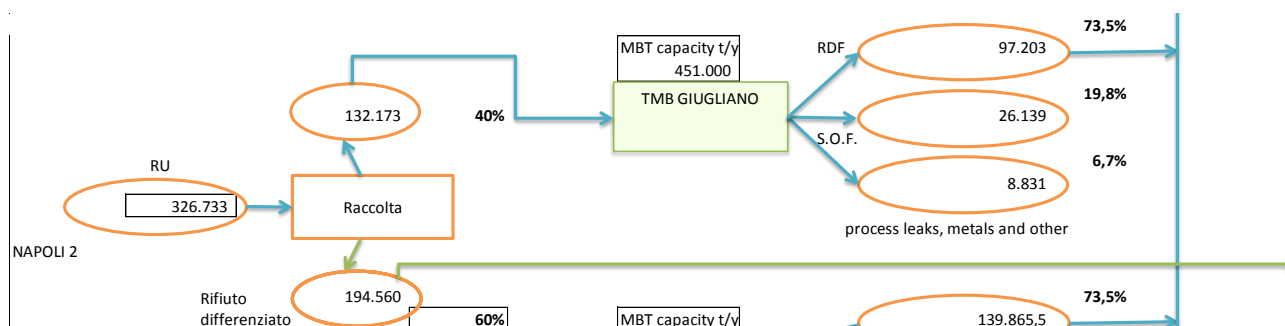 73,5%
MBT capacity t/y
RDF
97.203
451.000
TMB GIUGLIANO
19,8%
132.173
40%
26.139
S.O.F.
6,7%
RU
8.831
326.733
Raccolta
process leaks, metals and other
NAPOLI 2
194.560
73,5%
Rifiuto
differenziato
60%
MBT capacity t/y
139.865,5